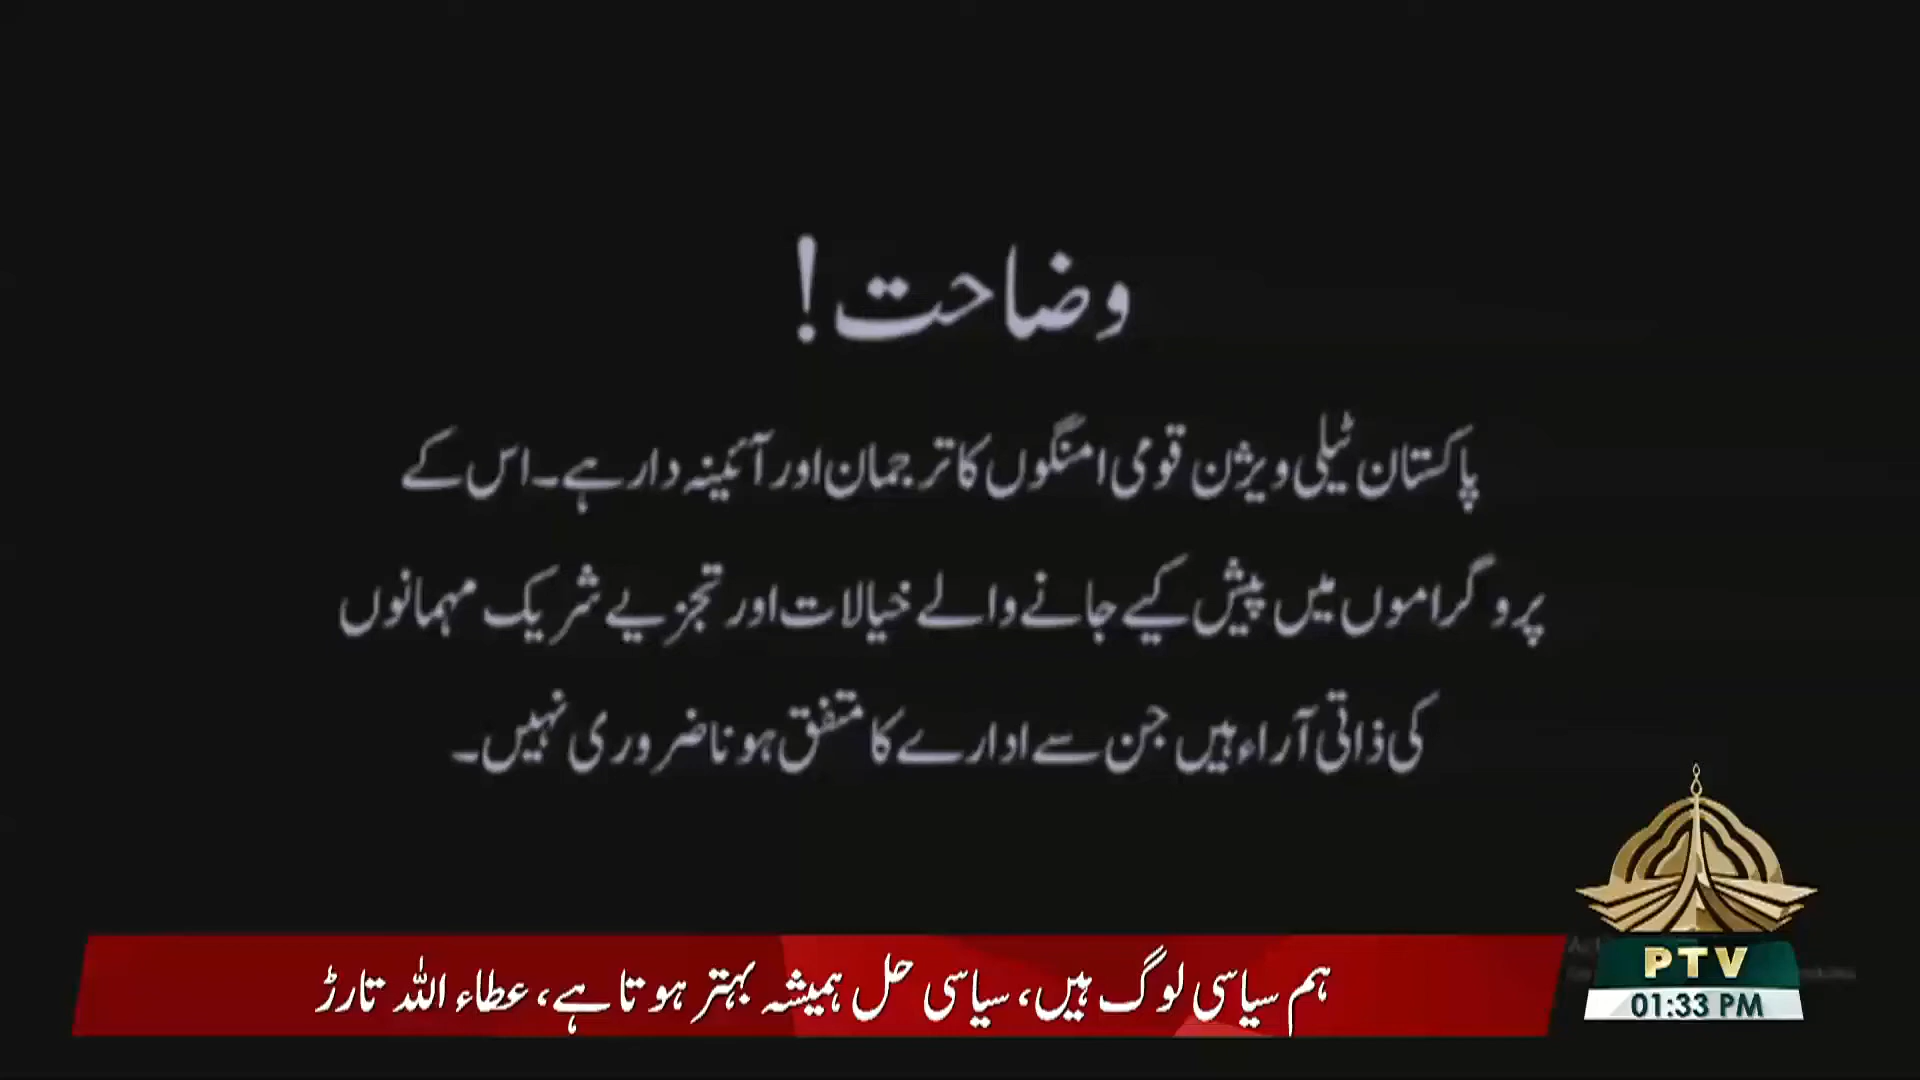 وضاحت!
پاکستان ٹیلی ویژن قومی امنگوں کا ترجمان اور آئینہ دار ہے۔ اس کے
پروگراموں میں پیش کیے جانے والے خیالات اور تجزیے شریک مہمانوں
کی ذاتی آراء ہیں جن سے ادارے کا متفق ہونا ضروری نہیں۔
ہم سیاسی لوگ ہیں، سیاسی حل ہمیشہ بہتر ہوتا ہے، عطاء اللہ تارڑ
PTV
01:33 PM